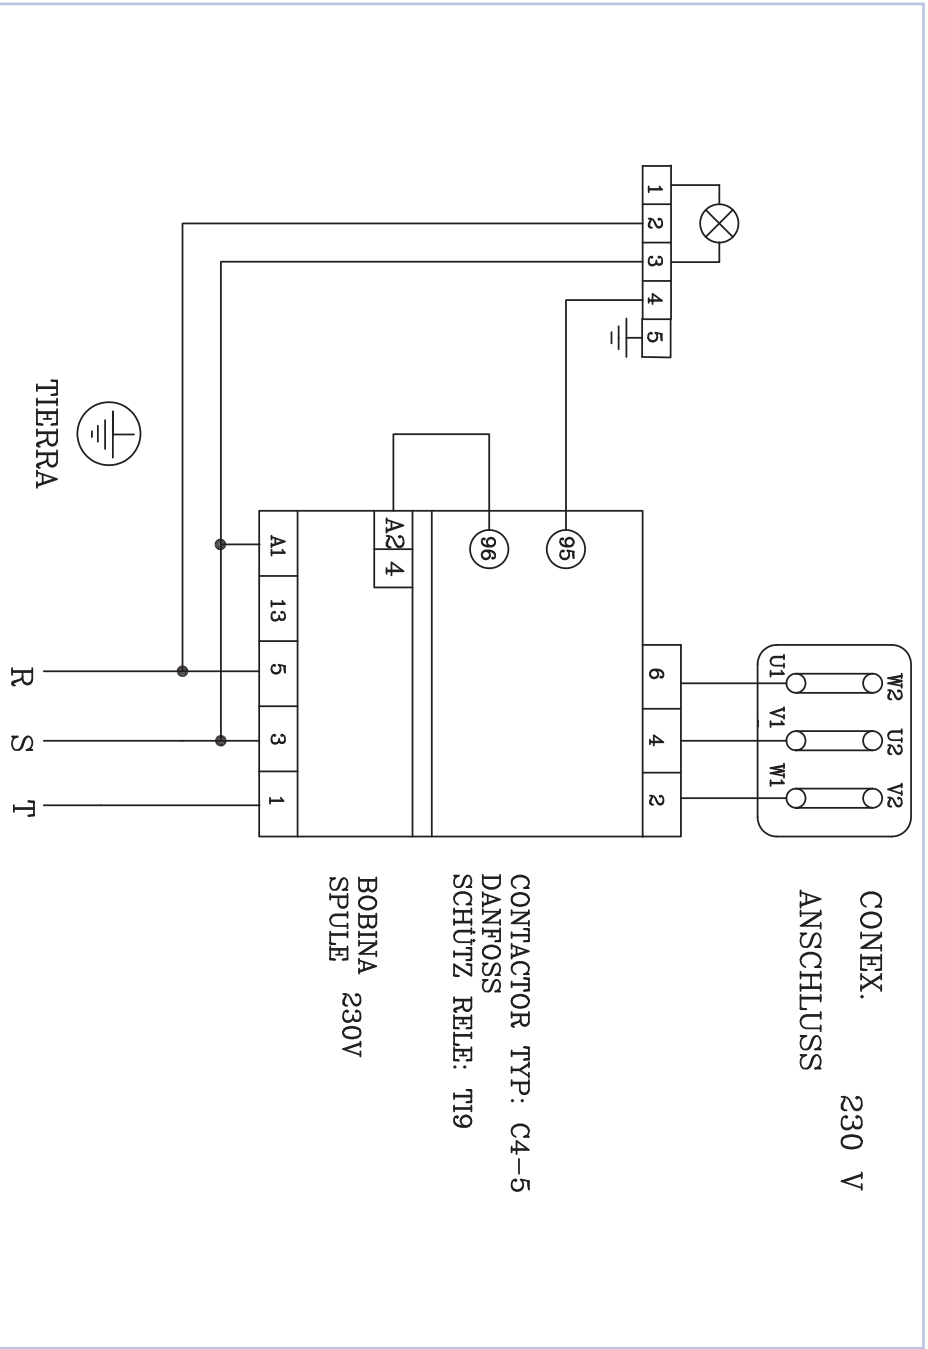 W2 U2 V2
CONEX.
230 V
ANSCHLUSS
U1 V1 W1
1 2 3 4 5
6 4 2
95
96
CONTACTOR TYP: C4-5
DANFOSS
SCHÜTZ RELE: TI9
A2 4
BOBINA
SPULE 230V
A1 13 5 3 1
TIERRA
R S T